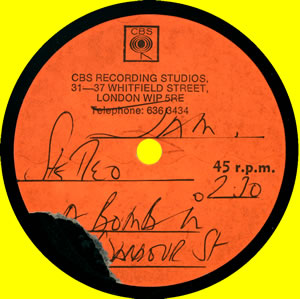 CBS
CBS RECORDING STUDIOS,
31—37 WHITFIELD STREET,
LONDON WIP 5RE
Telephone: 636 3434
JAM.
STEREO
45 r.p.m.
2.30
A BOMB IN
WARDOUR St